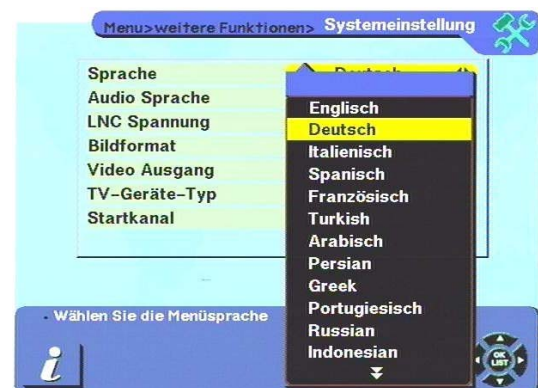 Menu>weitere Funktionen> Systemeinstellung
Sprache Deutsch
Audio Sprache
LNC Spannung
Bildformat
Video Ausgang
TV-Geräte-Typ
Startkanal
Englisch
Deutsch
Italienisch
Spanisch
Französisch
Turkish
Arabisch
Persian
Greek
Portugiesisch
Russian
Indonesian
- Wählen Sie die Menüsprache
i
OK
LIST